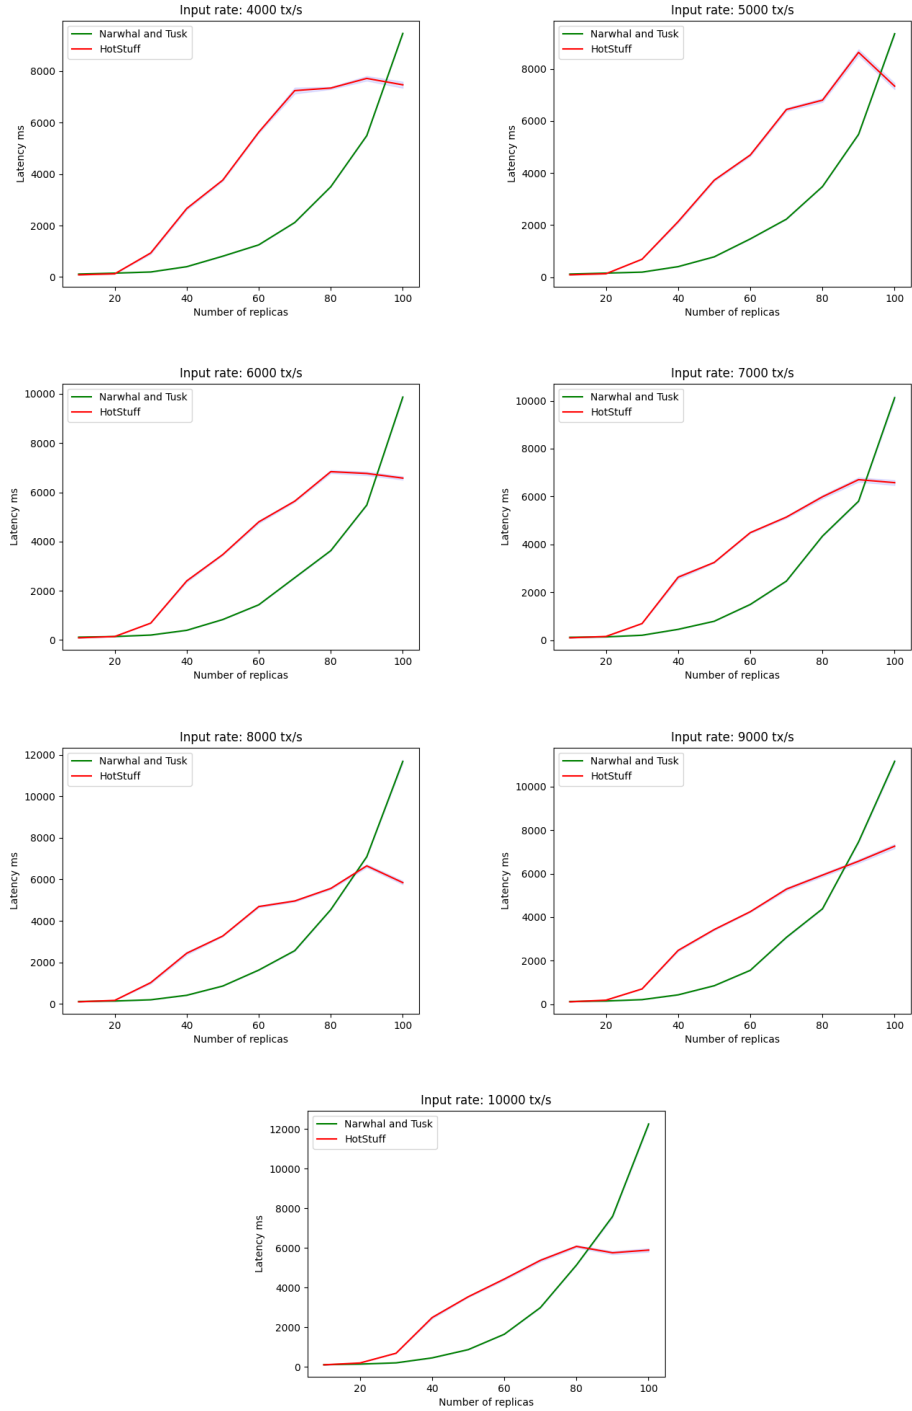 Input rate: 4000 tx/s
Narwhal and Tusk
HotStuff
8000
6000
4000
2000
0
Latency ms
20 40 60 80 100
Number of replicas
Input rate: 5000 tx/s
Narwhal and Tusk
HotStuff
8000
6000
4000
2000
0
Latency ms
20 40 60 80 100
Number of replicas
Input rate: 6000 tx/s
Narwhal and Tusk
HotStuff
10000
8000
6000
4000
2000
0
Latency ms
20 40 60 80 100
Number of replicas
Input rate: 7000 tx/s
Narwhal and Tusk
HotStuff
10000
8000
6000
4000
2000
0
Latency ms
20 40 60 80 100
Number of replicas
Input rate: 8000 tx/s
Narwhal and Tusk
HotStuff
12000
10000
8000
6000
4000
2000
0
Latency ms
20 40 60 80 100
Number of replicas
Input rate: 9000 tx/s
Narwhal and Tusk
HotStuff
10000
8000
6000
4000
2000
0
Latency ms
20 40 60 80 100
Number of replicas
Input rate: 10000 tx/s
Narwhal and Tusk
HotStuff
12000
10000
8000
6000
4000
2000
0
Latency ms
20 40 60 80 100
Number of replicas